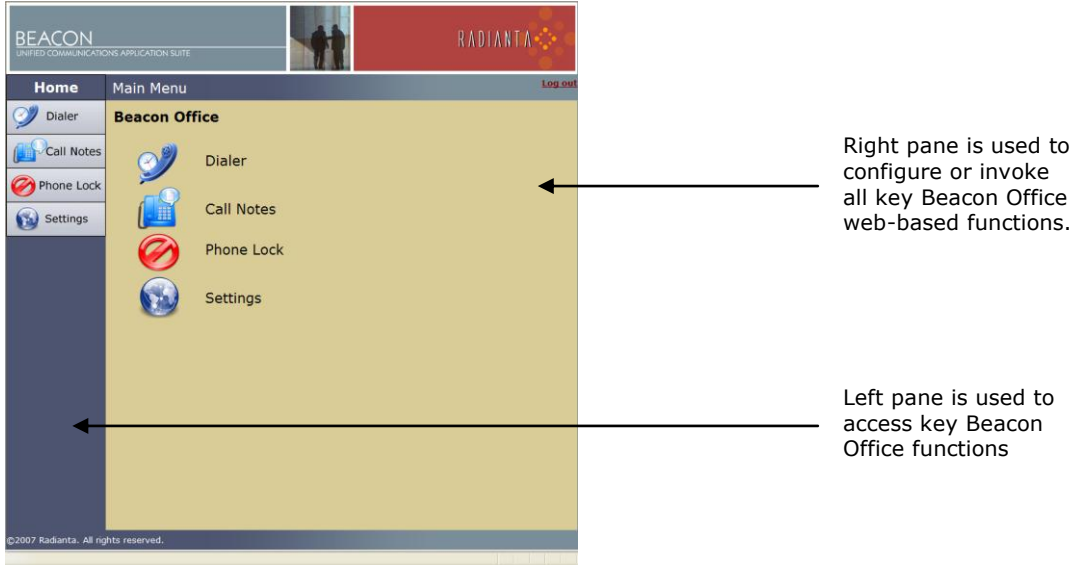 BEACON
UNIFIED COMMUNICATIONS APPLICATION SUITE
RADIANTA
Home
Main Menu
Log out
Dialer
Call Notes
Phone Lock
Settings
Beacon Office
Dialer
Call Notes
Phone Lock
Settings
©2007 Radianta. All rights reserved.
Right pane is used to
configure or invoke
all key Beacon Office
web-based functions.
Left pane is used to
access key Beacon
Office functions